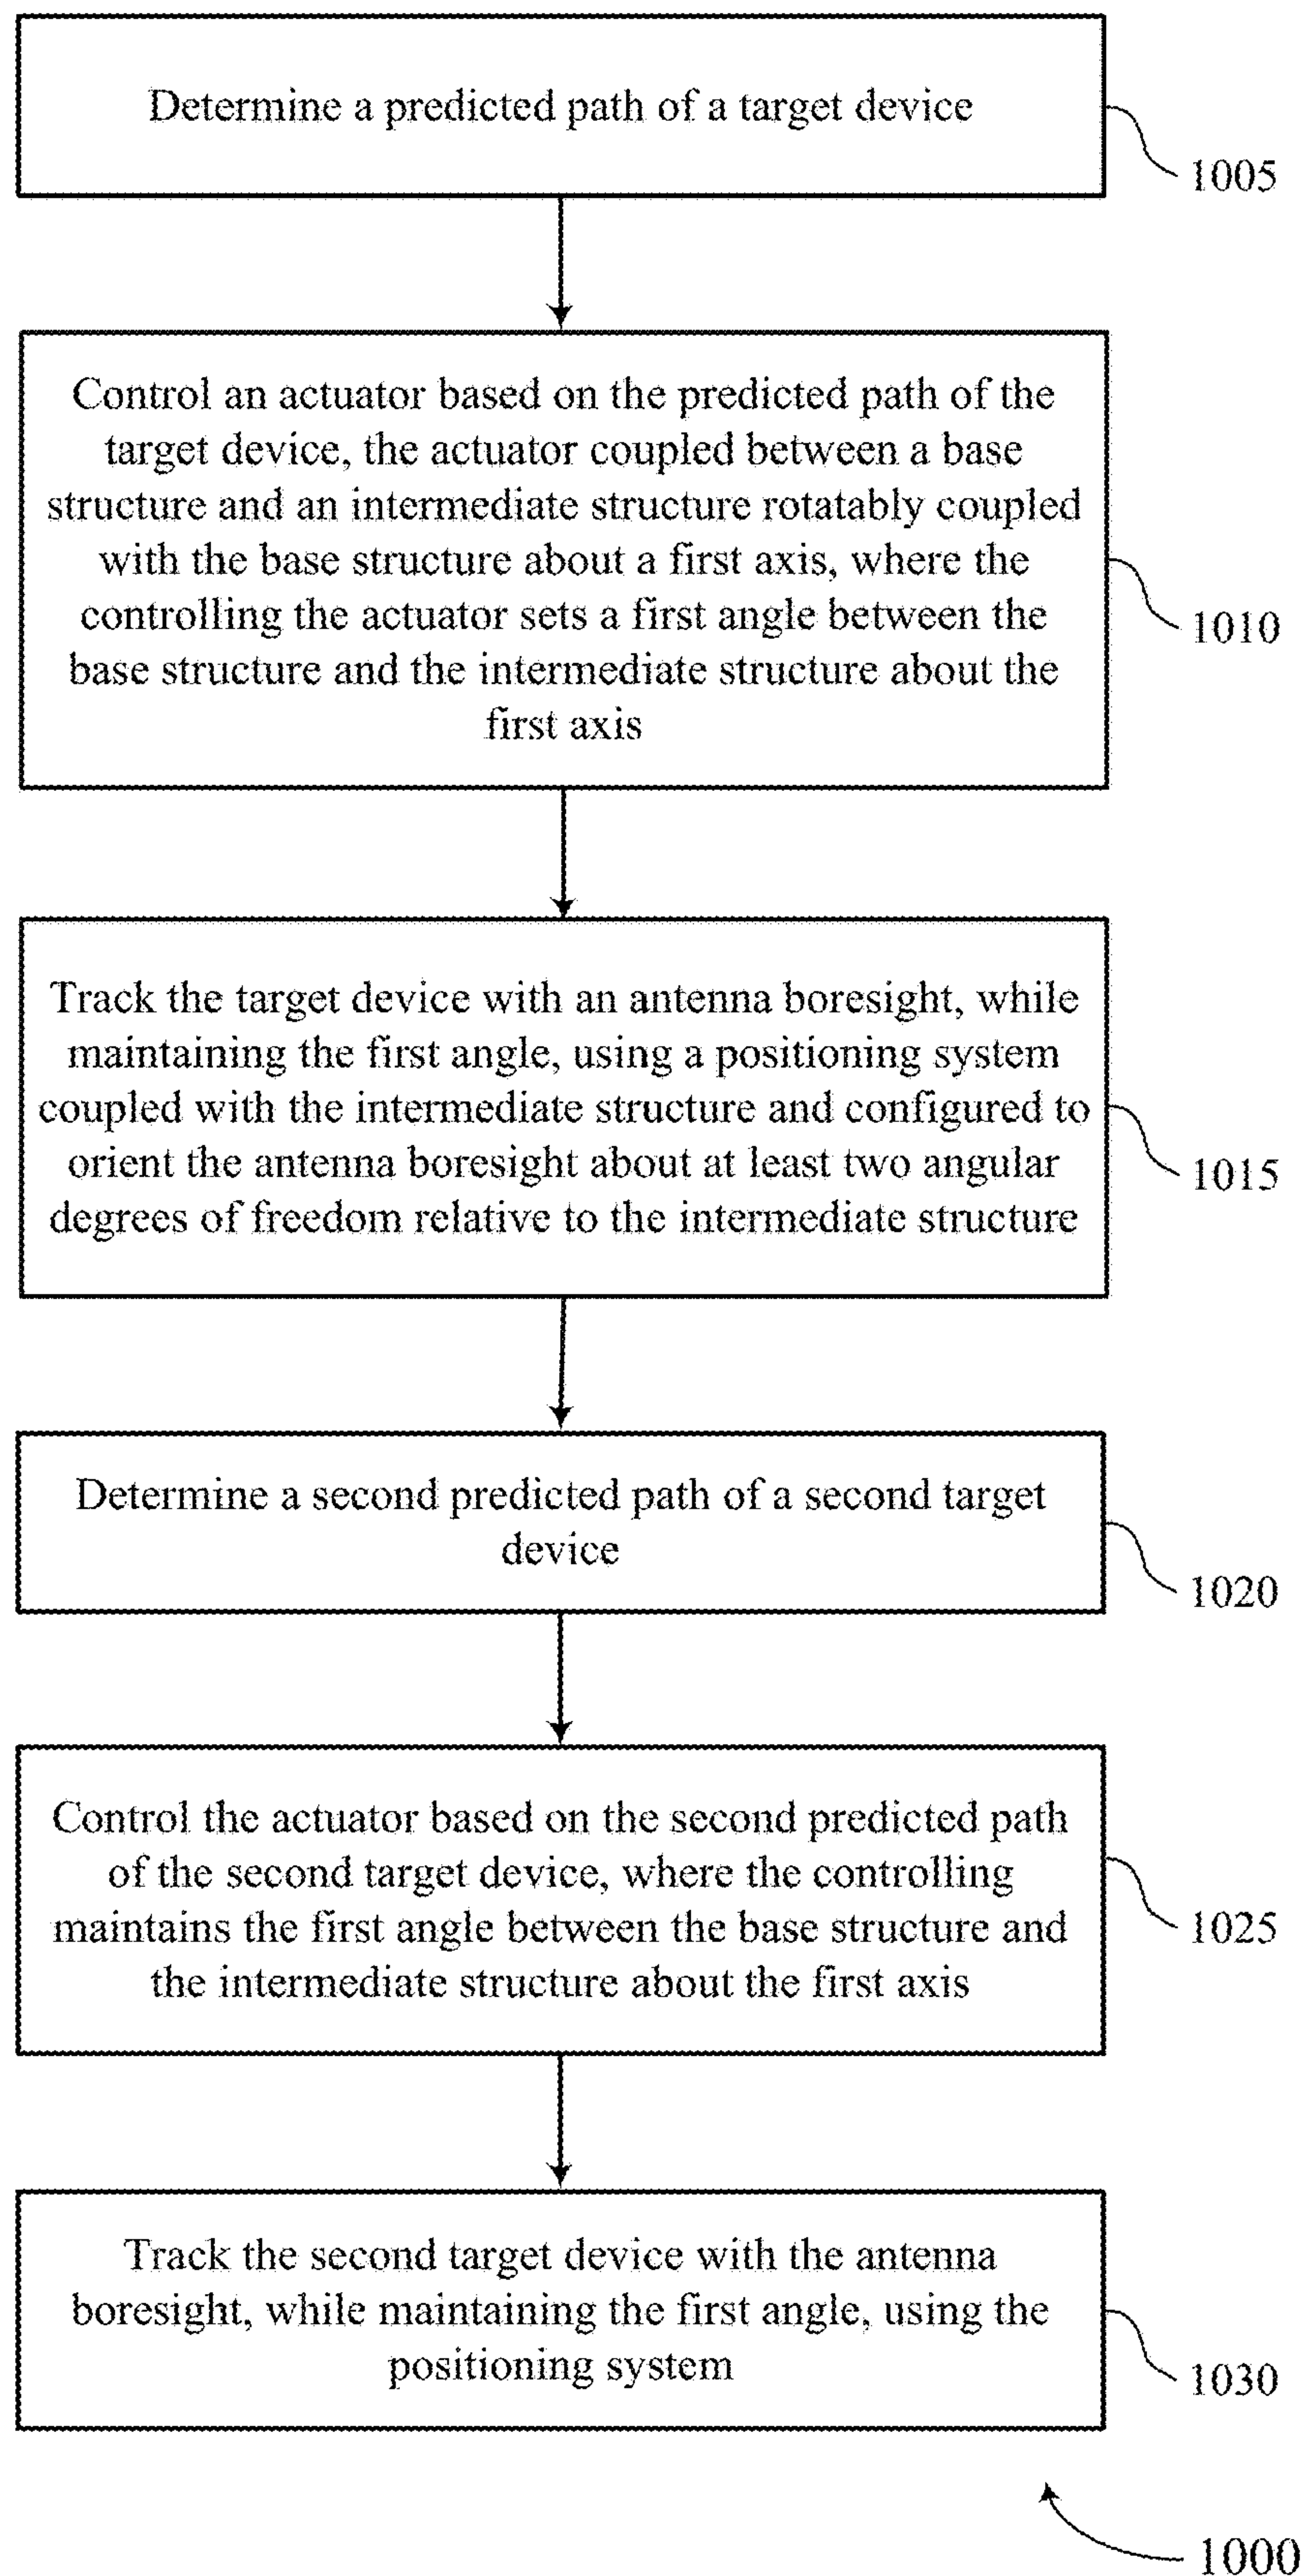 Determine a predicted path of a target device
1005
Control an actuator based on the predicted path of the
target device, the actuator coupled between a base
structure and an intermediate structure rotatably coupled
with the base structure about a first axis, where the
controlling the actuator sets a first angle between the
base structure and the intermediate structure about the
first axis
1010
Track the target device with an antenna boresight, while
maintaining the first angle, using a positioning system
coupled with the intermediate structure and configured to
orient the antenna boresight about at least two angular
degrees of freedom relative to the intermediate structure
1015
Determine a second predicted path of a second target
device
1020
Control the actuator based on the second predicted path
of the second target device, where the controlling
maintains the first angle between the base structure and
the intermediate structure about the first axis
1025
Track the second target device with the antenna
boresight, while maintaining the first angle, using the
positioning system
1030
1000